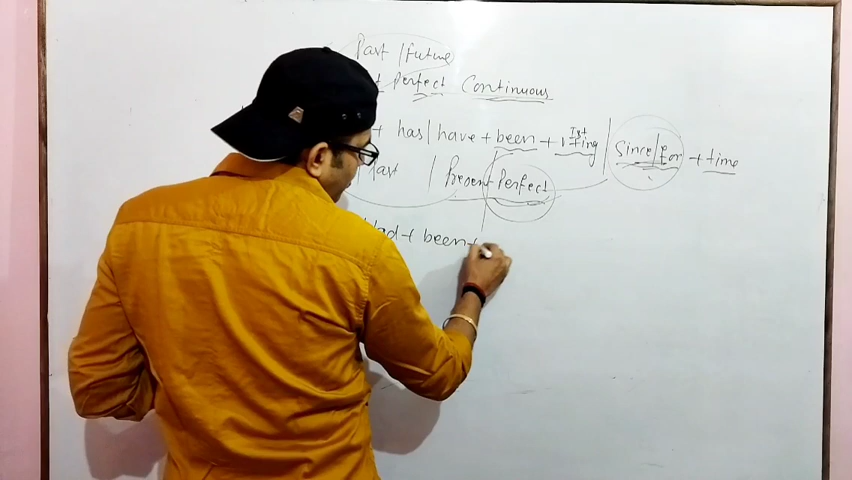 Past / Future
Perfect Continuous
+ has / have + been + Ist ing / Since / For + time
Past / Present Perfect
Had + been +